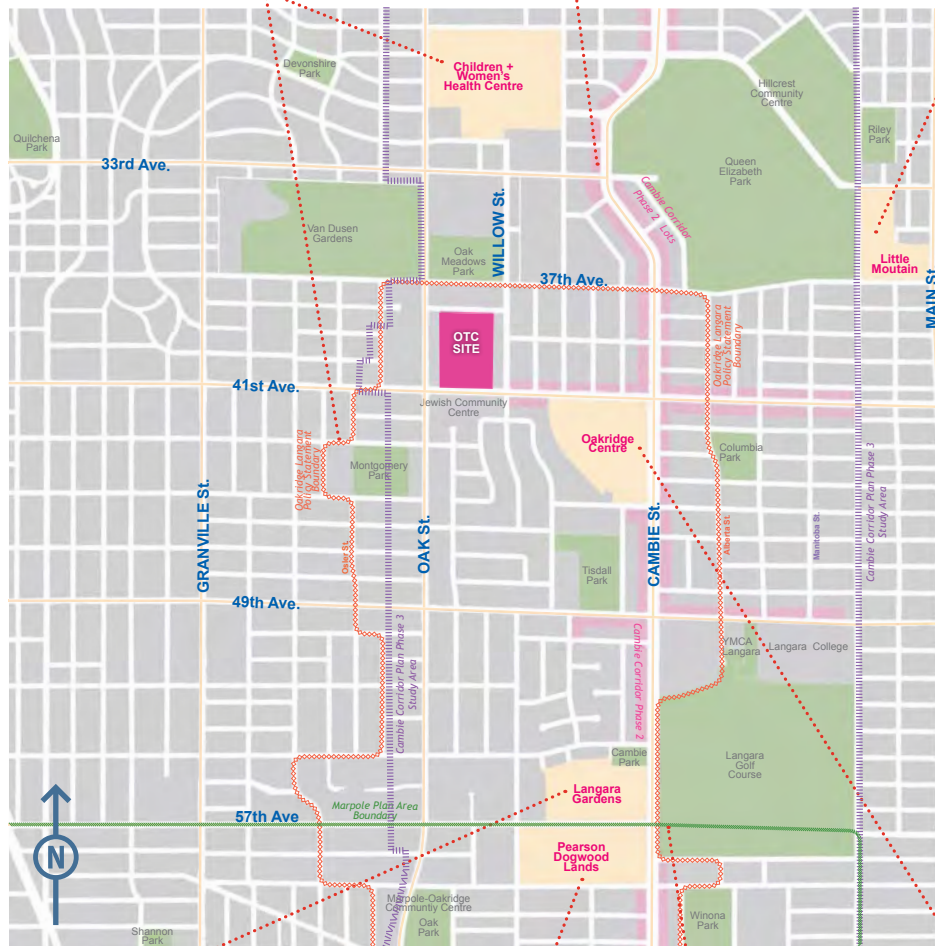 Devonshire
Park
Children +
Women's
Health Centre
Hillcrest
Community
Centre
Quilchena
Park
Riley
Park
33rd Ave.
Queen
Elizabeth
Park
Cambie Corridor
Phase 2 Lots
Van Dusen
Gardens
WILLOW St.
Oak
Meadows
Park
Little
Moutain
MAIN St.
37th Ave.
OTC
SITE
Oakridge Langara
Policy Statement
Boundary
41st Ave.
Jewish Community
Centre
Oakridge
Centre
Columbia
Park
Oakridge Langara
Policy Statement
Boundary
Montgomery
Park
GRANVILLE St.
OAK St.
CAMBIE St.
Cambie Corridor Plan Phase 3
Study Area
Osler St.
Alberta St.
Manitoba St.
Tisdall
Park
49th Ave.
Cambie Corridor Plan Phase 3
Study Area
Cambie Corridor Phase 2
YMCA
Langara
Langara College
Cambie
Park
Langara
Golf
Course
Langara
Gardens
Marpole Plan Area
Boundary
57th Ave
N
Pearson
Dogwood
Lands
Marpole-Oakridge
Communtiy Centre
Oak
Park
Winona
Park
Shannon
Park